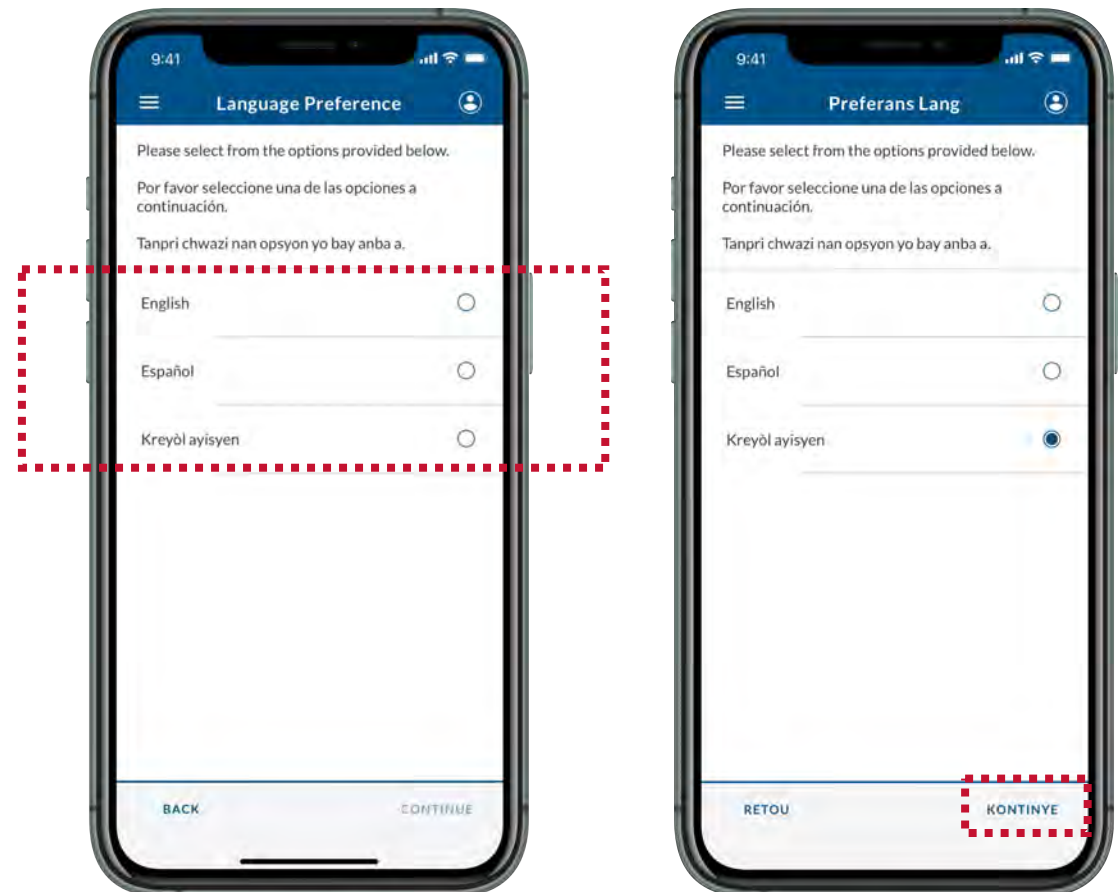 9:41
Language Preference
Please select from the options provided below.
Por favor seleccione una de las opciones a
continuación.
Tanpri chwazi nan opsyon yo bay anba a.
English
Español
Kreyòl ayisyen
BACK CONTINUE
9:41
Preferans Lang
Please select from the options provided below.
Por favor seleccione una de las opciones a
continuación.
Tanpri chwazi nan opsyon yo bay anba a.
English
Español
Kreyòl ayisyen
RETOU KONTINYE